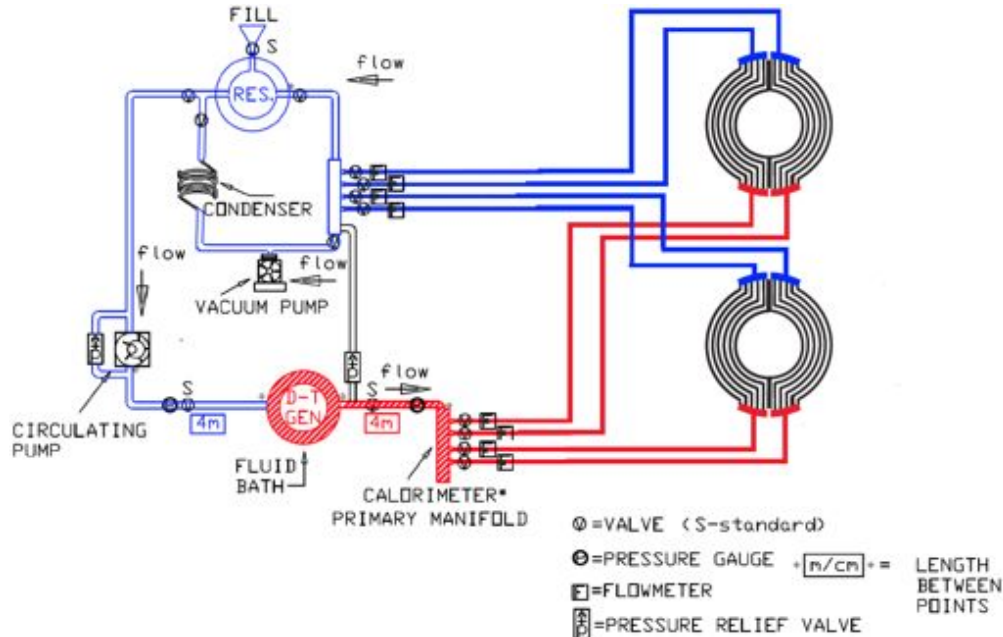 FILL
S
flow
RES.
CONDENSER
flow
flow
VACUUM PUMP
flow
S
S
4m
D-T
GEN
4m
CIRCULATING
PUMP
FLUID
BATH
CALORIMETER*
PRIMARY MANIFOLD
F
F
F
F
F
F
F
F
=VALVE (S-standard)
=PRESSURE GAUGE
m/cm = LENGTH
BETWEEN
POINTS
F =FLOWMETER
=PRESSURE RELIEF VALVE